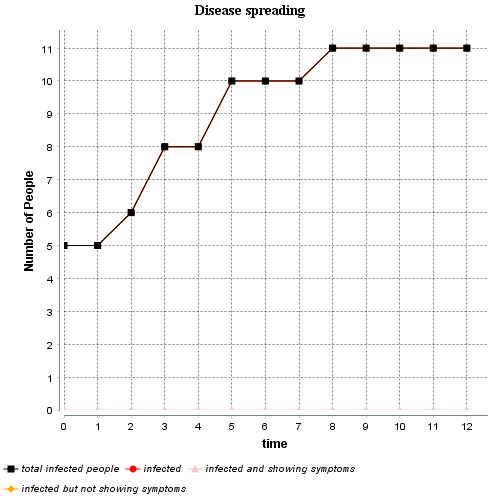 Disease spreading
11
10
9
8
7
6
5
4
3
2
1
0
Number of People
0 1 2 3 4 5 6 7 8 9 10 11 12
time
total infected people infected infected and showing symptoms
infected but not showing symptoms